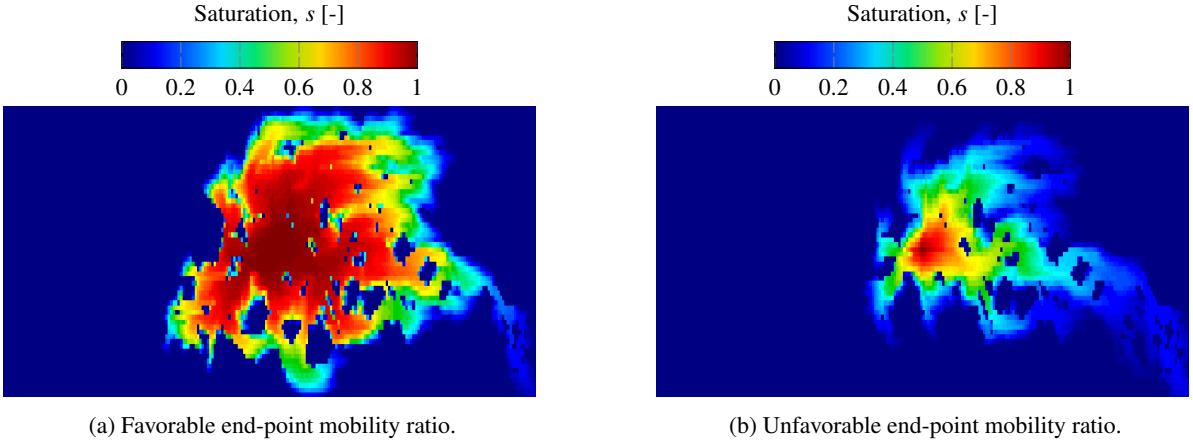 Saturation, s [-]
0 0.2 0.4 0.6 0.8 1
(a) Favorable end-point mobility ratio.
Saturation, s [-]
0 0.2 0.4 0.6 0.8 1
(b) Unfavorable end-point mobility ratio.